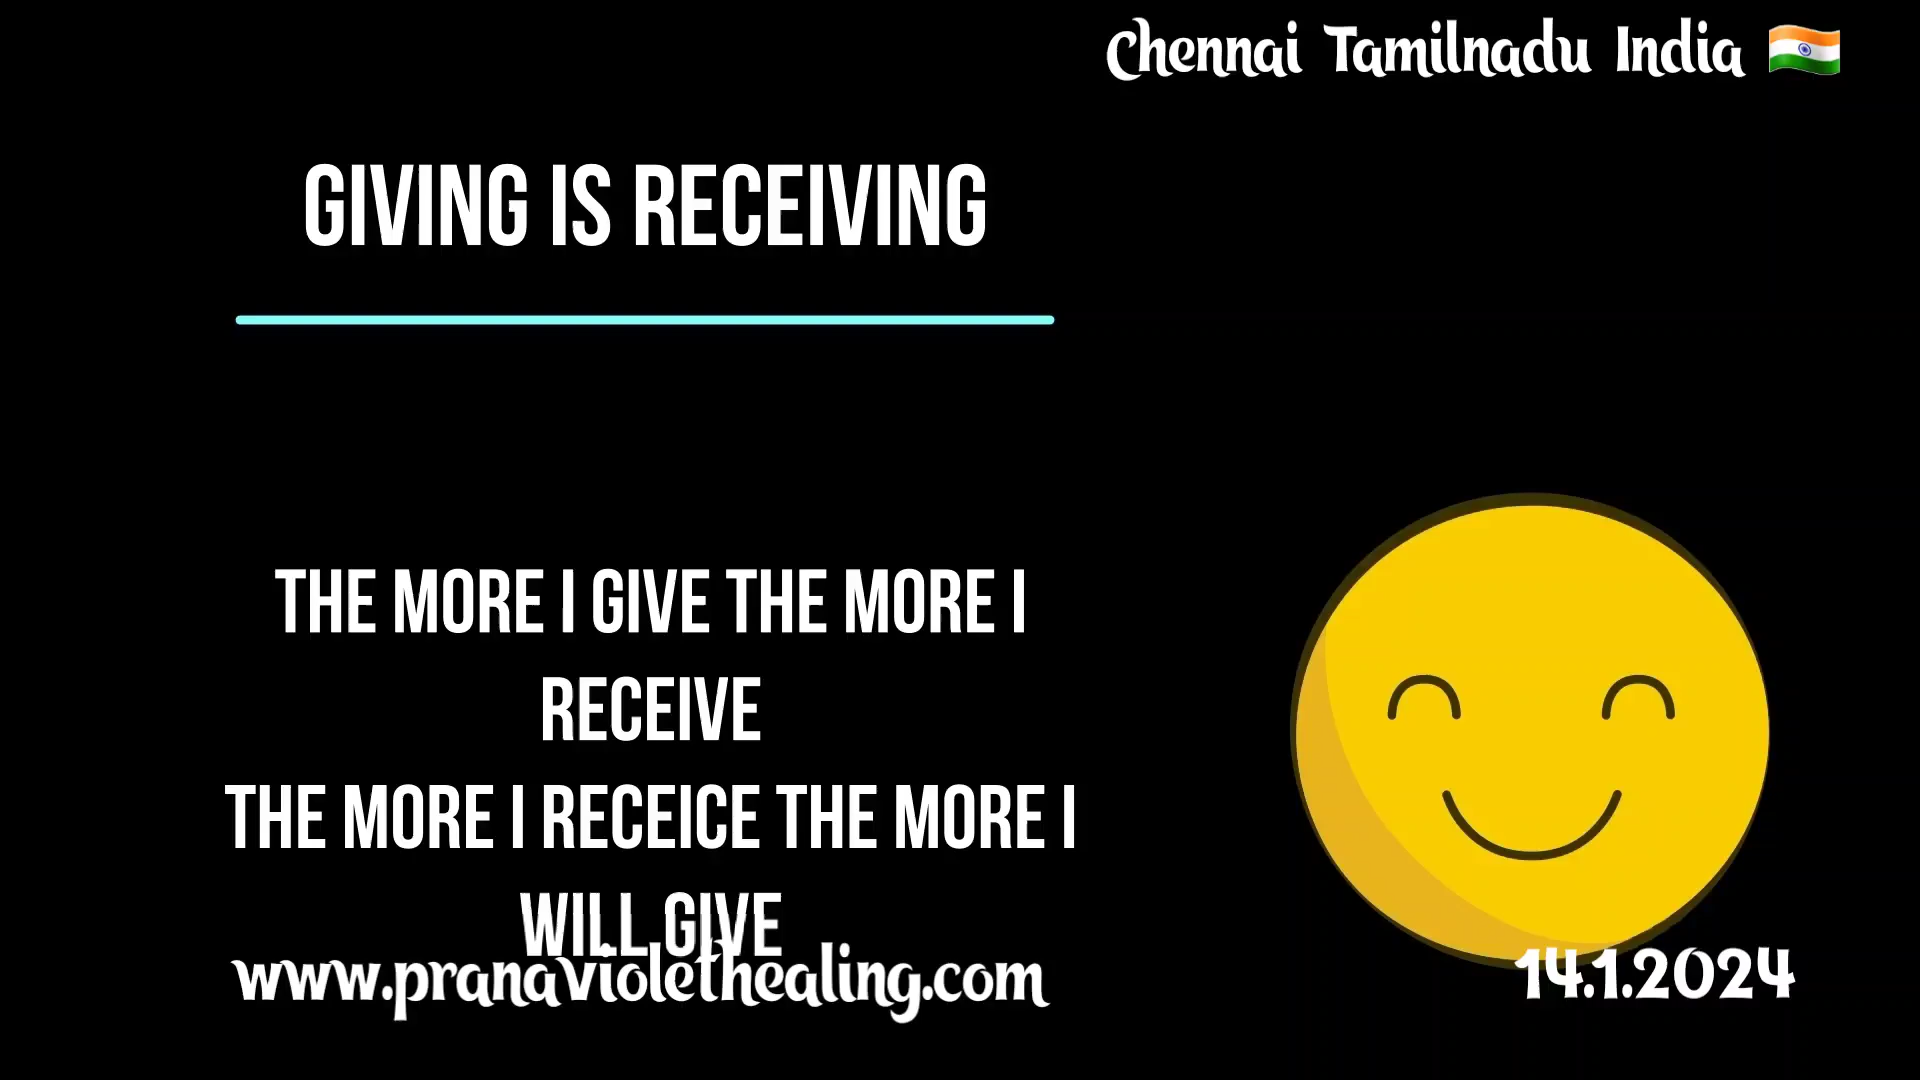 Chennai Tamilnadu India
GIVING IS RECEIVING
THE MORE I GIVE THE MORE I
RECEIVE
THE MORE I RECEICE THE MORE I
WILL GIVE
www.pranaviolethealing.com
14.1.2024